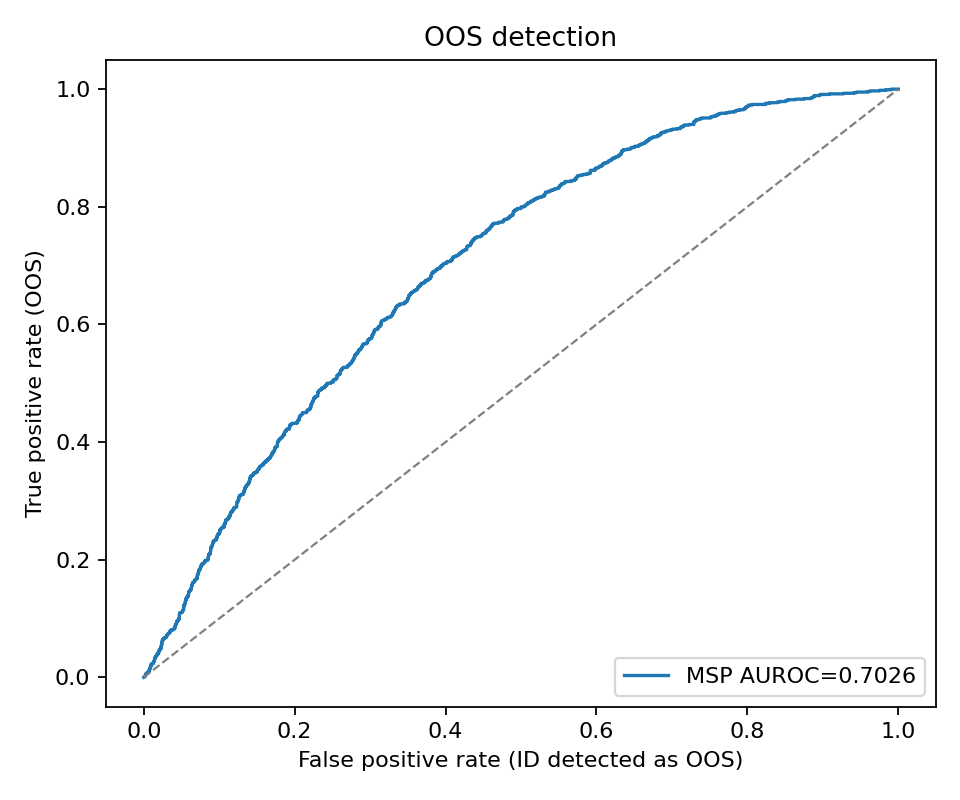 OOS detection
True positive rate (OOS)
1.0
0.8
0.6
0.4
0.2
0.0
MSP AUROC=0.7026
0.0 0.2 0.4 0.6 0.8 1.0
False positive rate (ID detected as OOS)